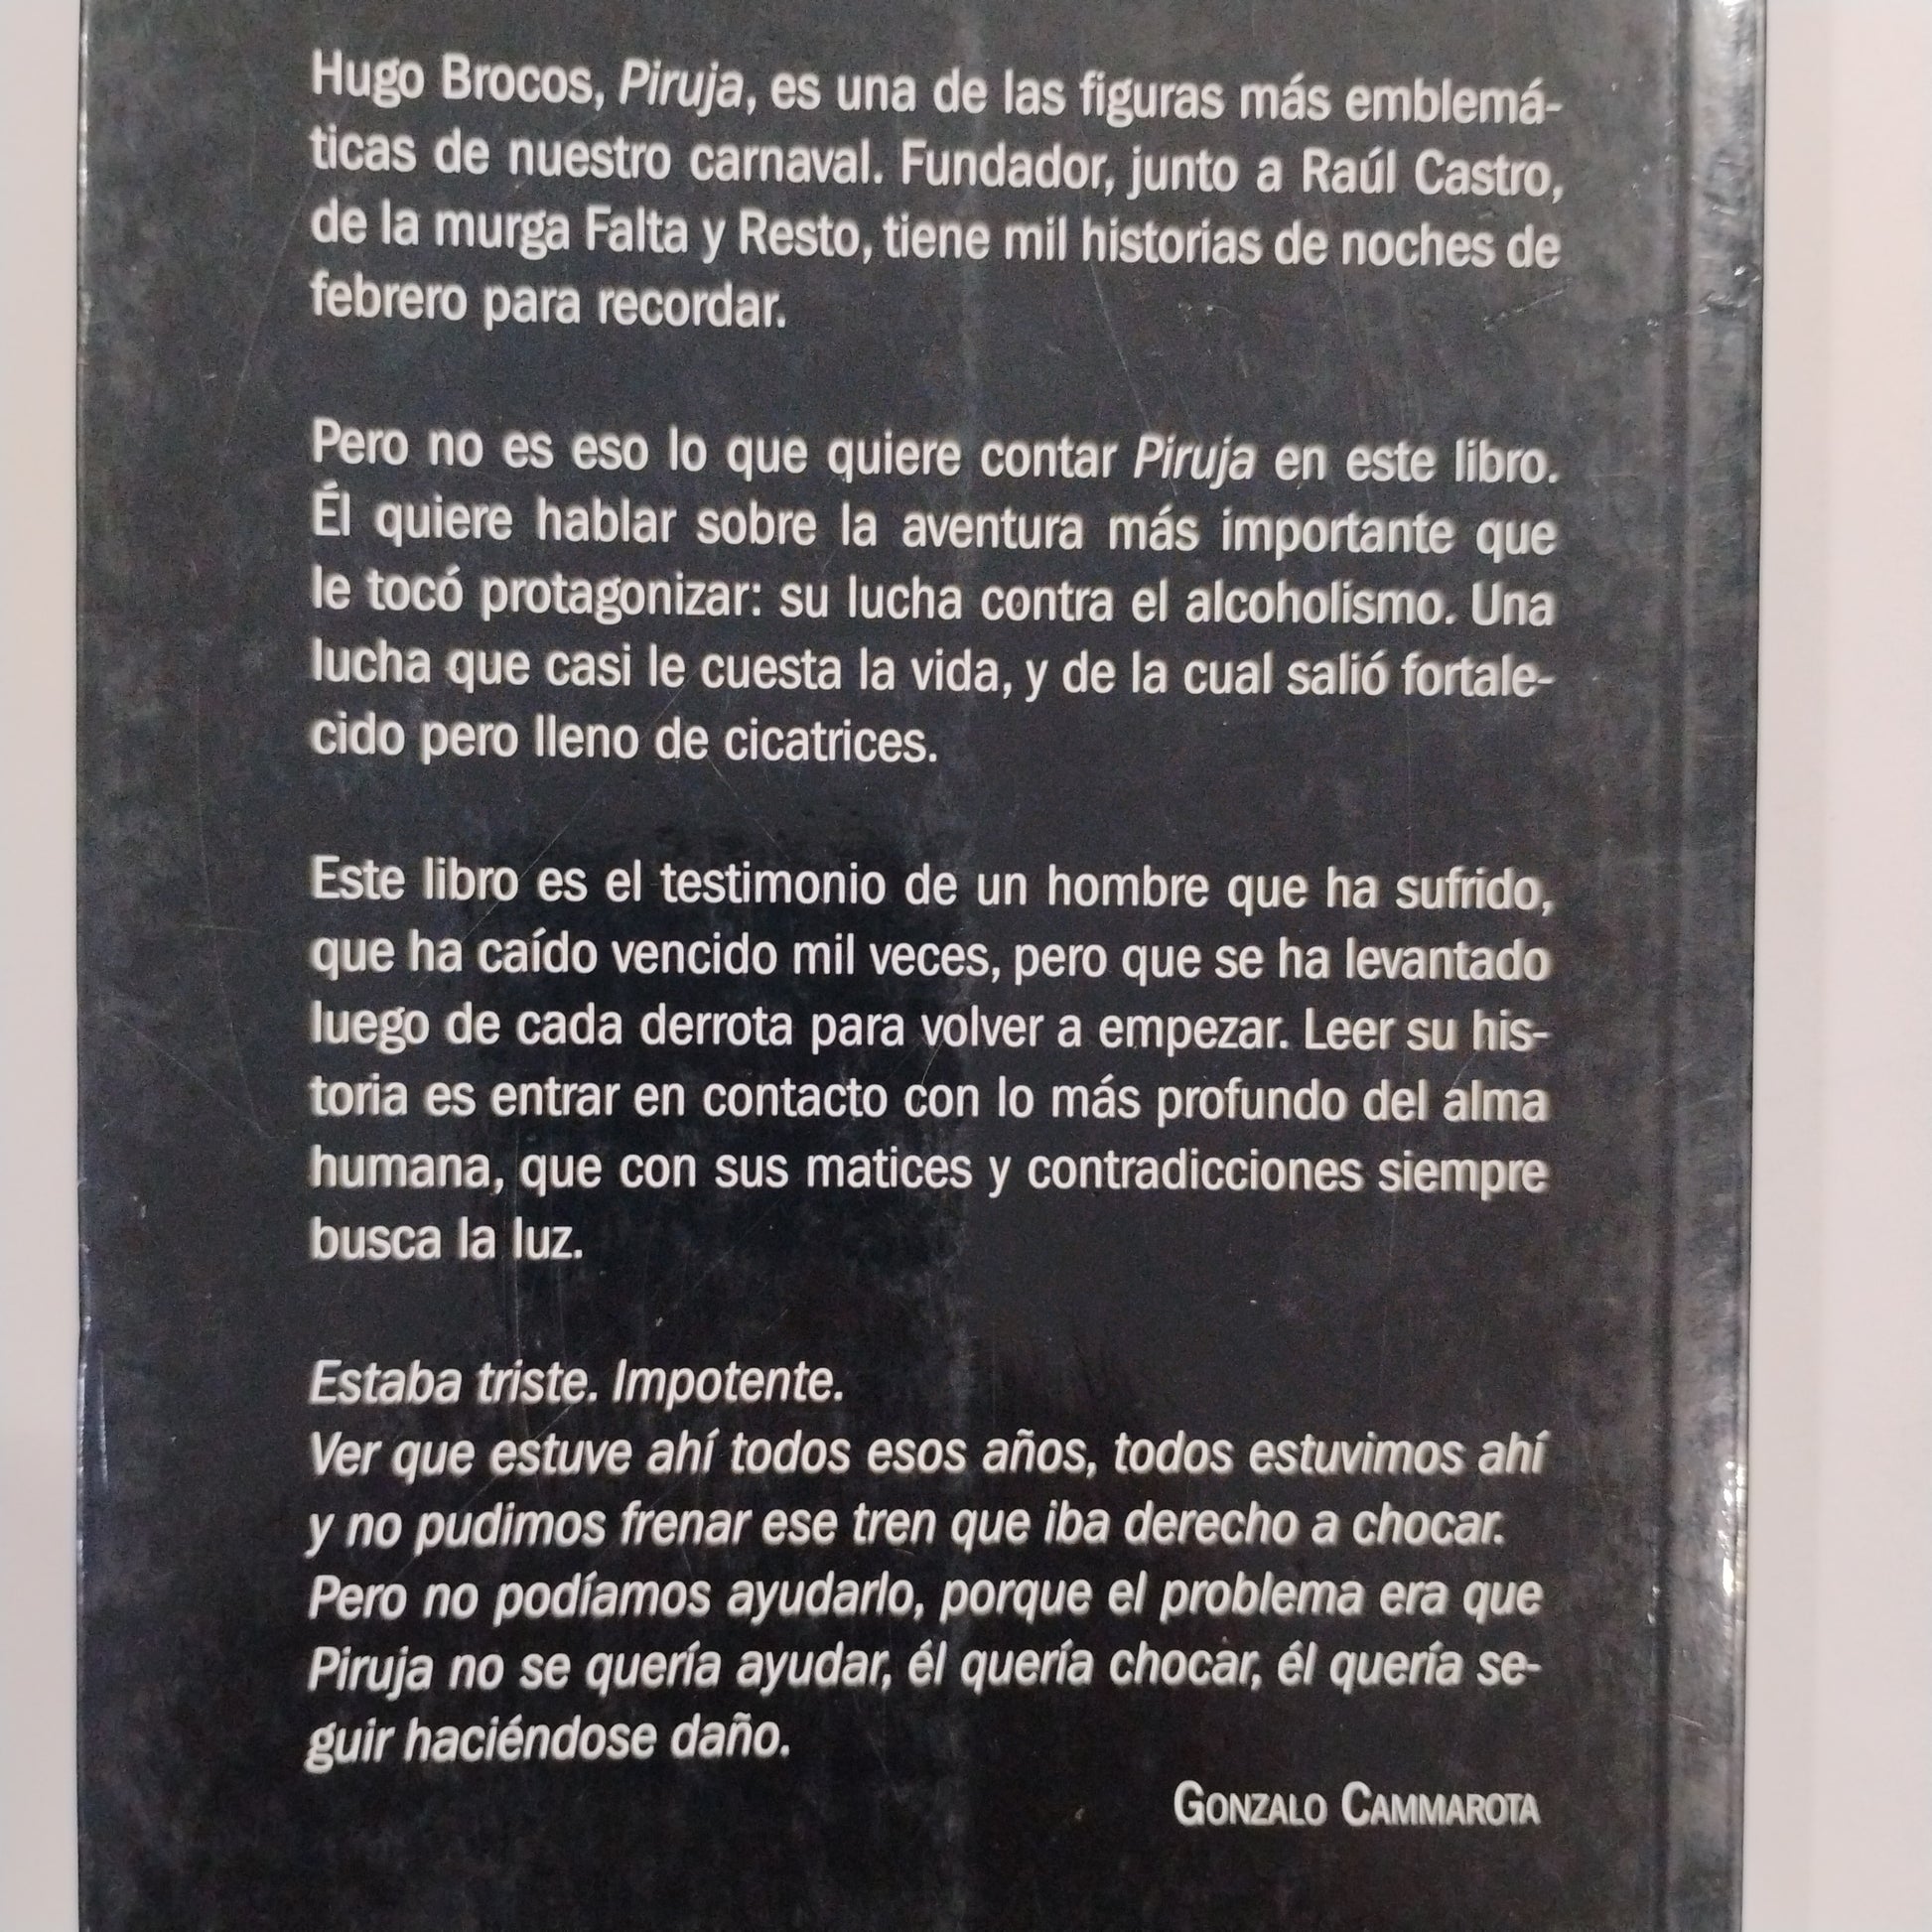 Hugo Brocos, Piruja, es una de las figuras más emblemá-
ticas de nuestro carnaval. Fundador, junto a Raúl Castro,
de la murga Falta y Resto, tiene mil historias de noches de
febrero para recordar.
Pero no es eso lo que quiere contar Piruja en este libro.
Él quiere hablar sobre la aventura más importante que
le tocó protagonizar: su lucha contra el alcoholismo. Una
lucha que casi le cuesta la vida, y de la cual salió fortale-
cido pero lleno de cicatrices.
Este libro es el testimonio de un hombre que ha sufrido,
que ha caído vencido mil veces, pero que se ha levantado
luego de cada derrota para volver a empezar. Leer su his-
toria es entrar en contacto con lo más profundo del alma
humana, que con sus matices y contradicciones siempre
busca la luz.
Estaba triste. Impotente.
Ver que estuve ahí todos esos años, todos estuvimos ahí
y no pudimos frenar ese tren que iba derecho a chocar.
Pero no podíamos ayudarlo, porque el problema era que
Piruja no se quería ayudar, él quería chocar, él quería se-
guir haciéndose daño.
GONZALO CAMMAROTA